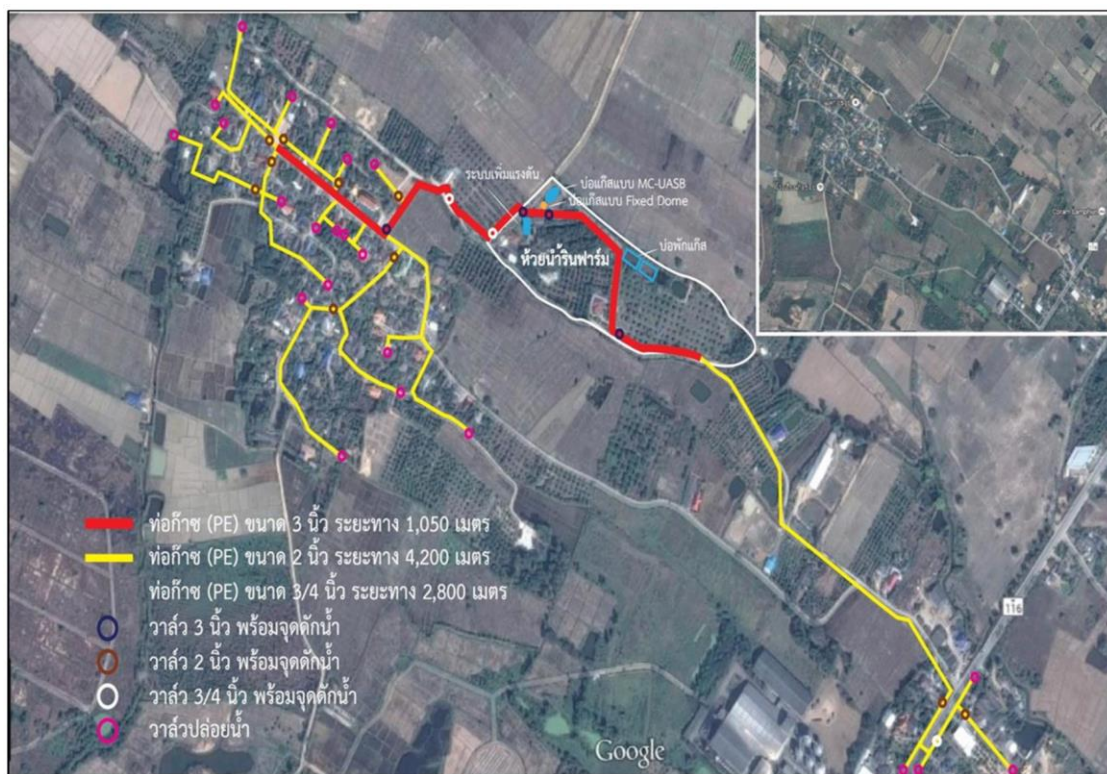 ระบบเพิ่มแรงดัน
บ่อแก๊สแบบ MC-UASB
บ่อแก๊สแบบ Fixed Dome
บ่อพักแก๊ส
ห้วยน้ำรินฟาร์ม
ท่อก๊าซ (PE) ขนาด 3 นิ้ว ระยะทาง 1,050 เมตร
ท่อก๊าซ (PE) ขนาด 2 นิ้ว ระยะทาง 4,200 เมตร
ท่อก๊าซ (PE) ขนาด 3/4 นิ้ว ระยะทาง 2,800 เมตร
วาล์ว 3 นิ้ว พร้อมจุดดักน้ำ
วาล์ว 2 นิ้ว พร้อมจุดดักน้ำ
วาล์ว 3/4 นิ้ว พร้อมจุดดักน้ำ
วาล์วปล่อยน้ำ
116
Google